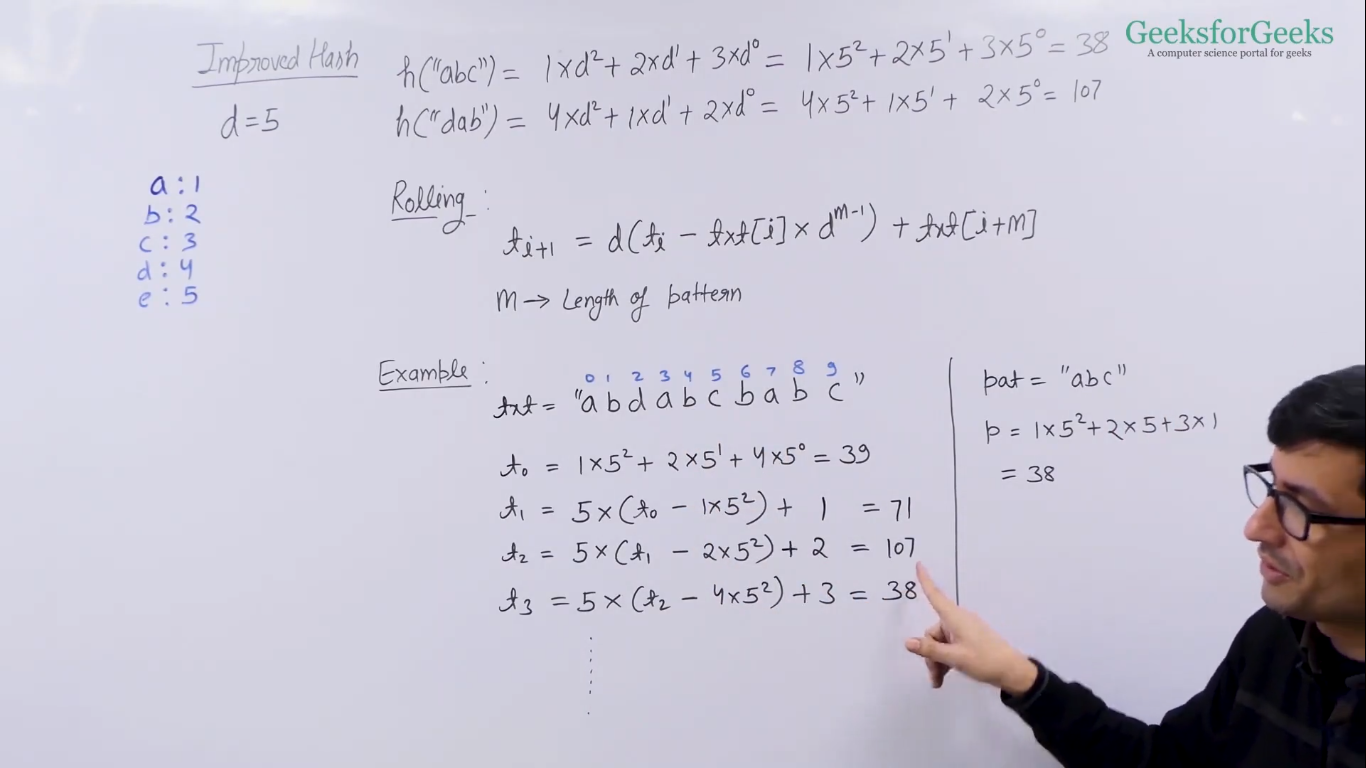 GeeksforGeeks
A computer science portal for geeks
Improved Hash
d=5
h("abc") = 1×d² + 2×d¹ + 3×d⁰ = 1×5² + 2×5¹ + 3×5⁰ = 38
h("dab") = 4×d² + 1×d¹ + 2×d⁰ = 4×5² + 1×5¹ + 2×5⁰ = 107
a : 1
b : 2
c : 3
d : 4
e : 5
Rolling :
tᵢ₊₁ = d(tᵢ - txt[i] × dᵐ⁻¹) + txt[i+m]
m → Length of pattern
Example :
0 1 2 3 4 5 6 7 8 9
txt = "a b d a b c b a b c"
t₀ = 1×5² + 2×5¹ + 4×5⁰ = 39
t₁ = 5×(t₀ - 1×5²) + 1 = 71
t₂ = 5×(t₁ - 2×5²) + 2 = 107
t₃ = 5×(t₂ - 4×5²) + 3 = 38
pat = "abc"
p = 1×5² + 2×5 + 3×1
= 38